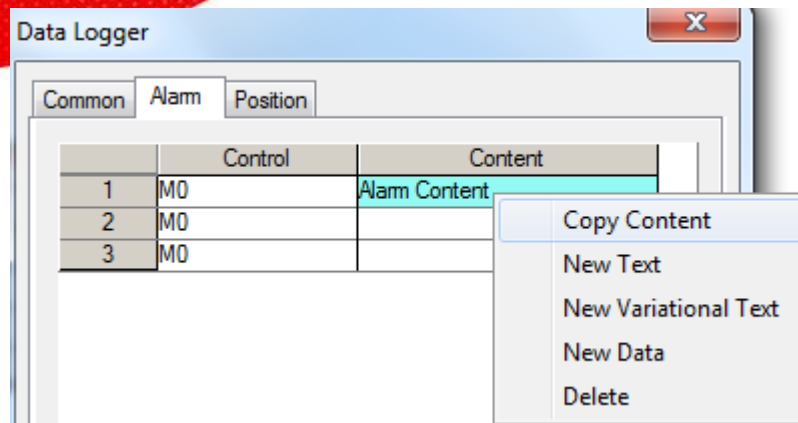 Data Logger
Common Alarm Position
Control Content
1 M0 Alarm Content
2 M0
3 M0
Copy Content
New Text
New Variational Text
New Data
Delete